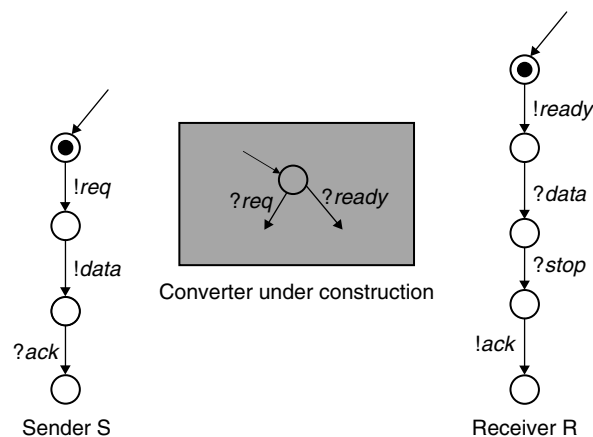 !req
!data
?ack
Sender S
?req
?ready
Converter under construction
!ready
?data
?stop
!ack
Receiver R